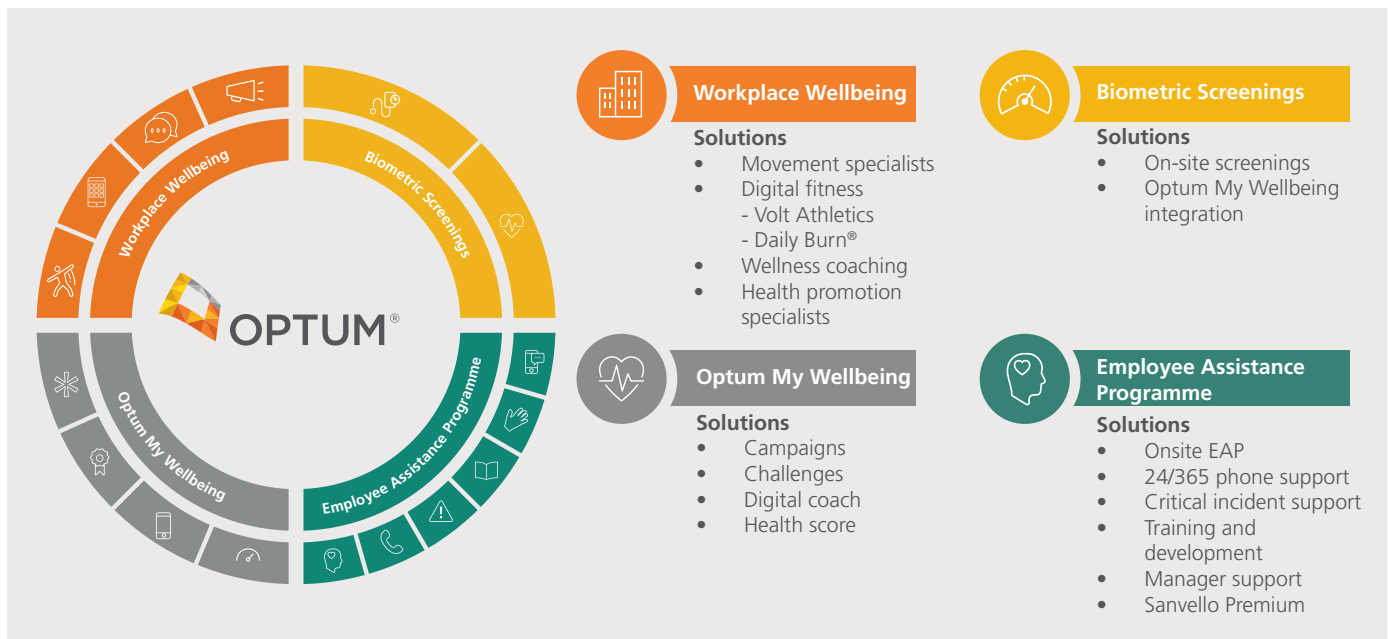 Workplace Wellbeing
Biometric Screenings
OPTUM®
Optum My Wellbeing
Employee Assistance Programme
Workplace Wellbeing
Solutions
• Movement specialists
• Digital fitness
- Volt Athletics
- Daily Burn®
• Wellness coaching
• Health promotion
specialists
Biometric Screenings
Solutions
• On-site screenings
• Optum My Wellbeing
integration
Optum My Wellbeing
Solutions
• Campaigns
• Challenges
• Digital coach
• Health score
Employee Assistance
Programme
Solutions
• Onsite EAP
• 24/365 phone support
• Critical incident support
• Training and
development
• Manager support
• Sanvello Premium